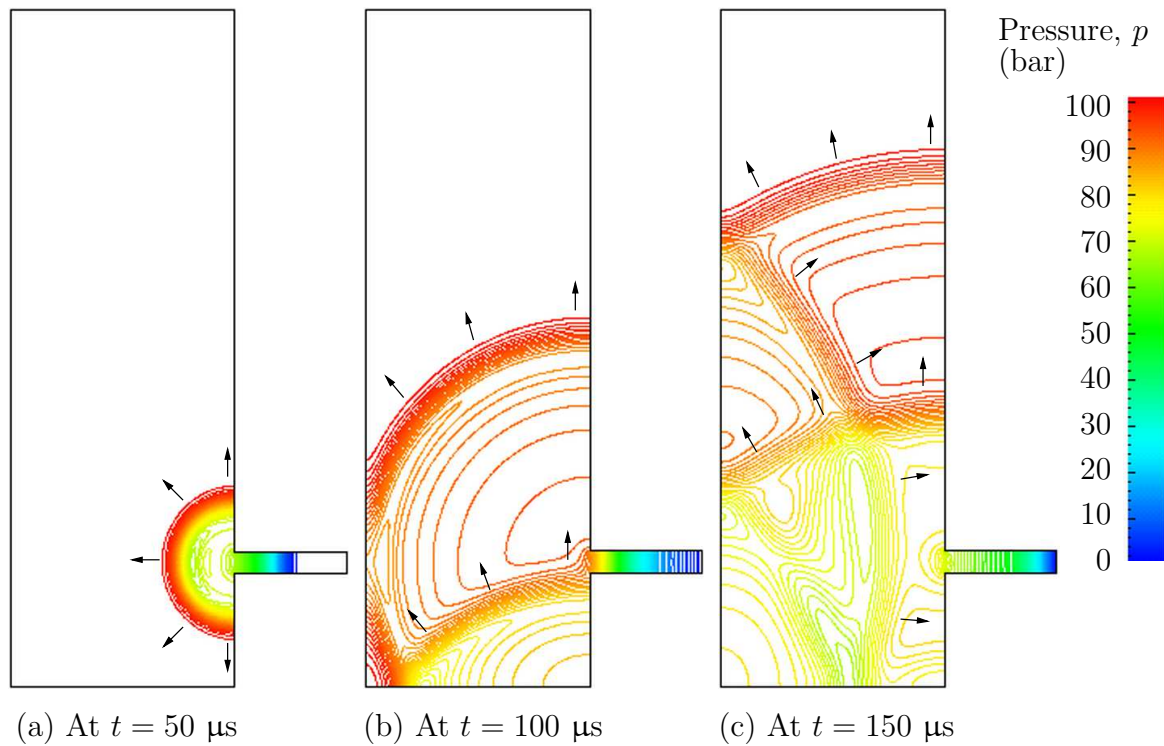 Pressure, p
(bar)
100
90
80
70
60
50
40
30
20
10
0
(a) At t = 50 μs
(b) At t = 100 μs
(c) At t = 150 μs